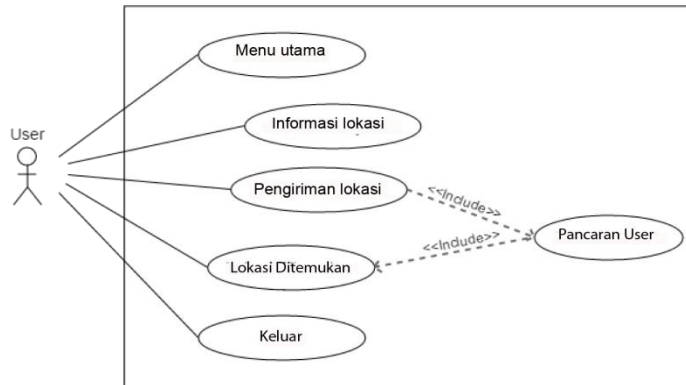 Menu utama
User
Informasi lokasi
Pengiriman lokasi
<<Include>>
<<Include>>
Pancaran User
Lokasi Ditemukan
Keluar